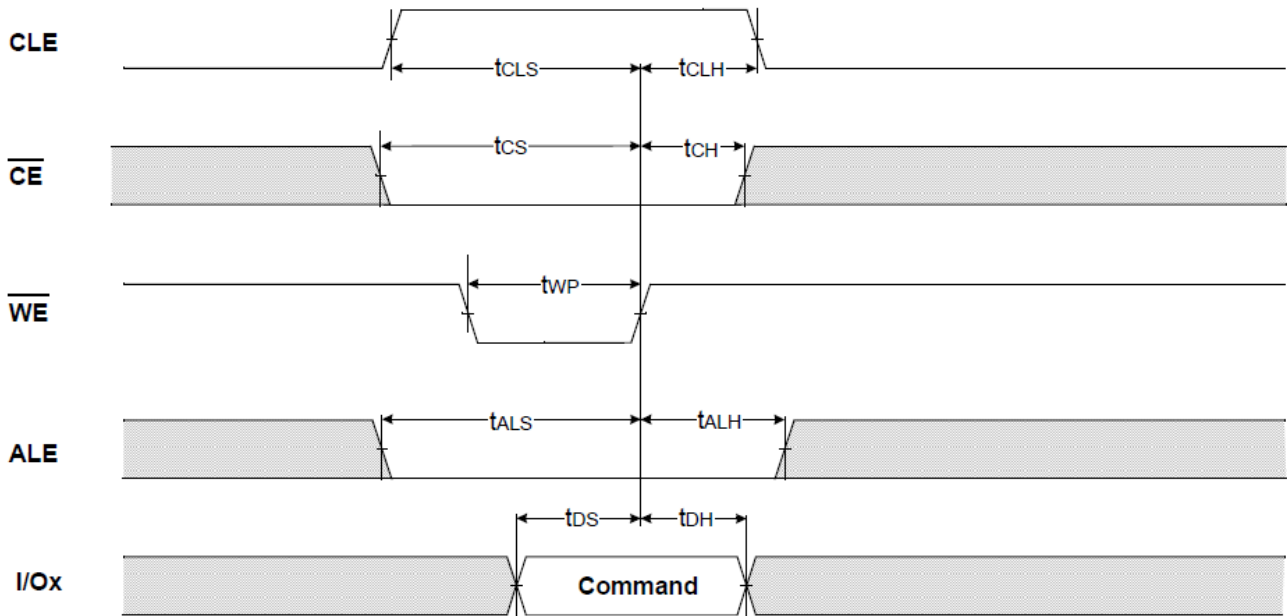 CLE
tCLS
tCLH
CE
tCS
tCH
WE
tWP
ALE
tALS
tALH
I/Ox
tDS
tDH
Command